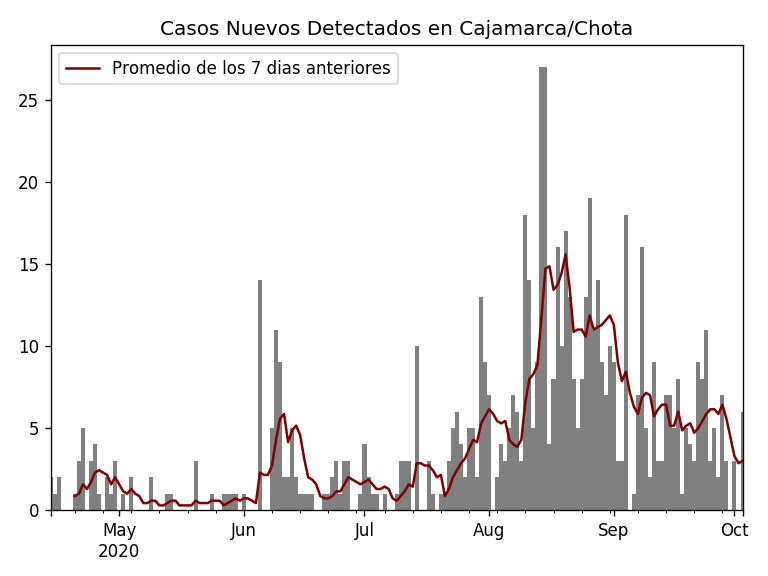 Casos Nuevos Detectados en Cajamarca/Chota
Promedio de los 7 dias anteriores
25
20
15
10
5
0
May Jun Jul Aug Sep Oct
2020